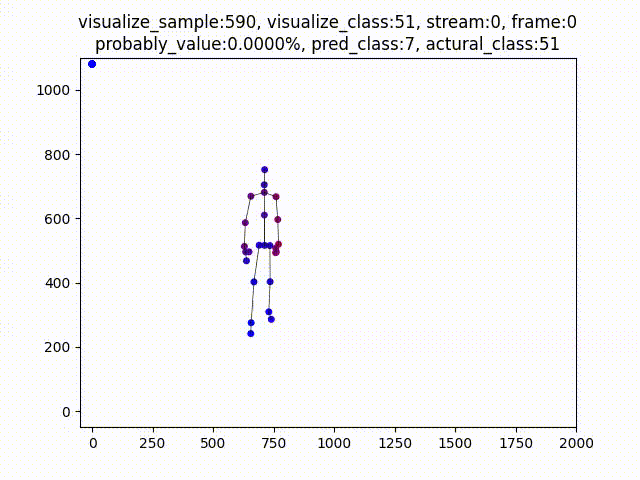 visualize_sample:590, visualize_class:51, stream:0, frame:0
probably_value:0.0000%, pred_class:7, actural_class:51
1000
800
600
400
200
0
0 250 500 750 1000 1250 1500 1750 2000